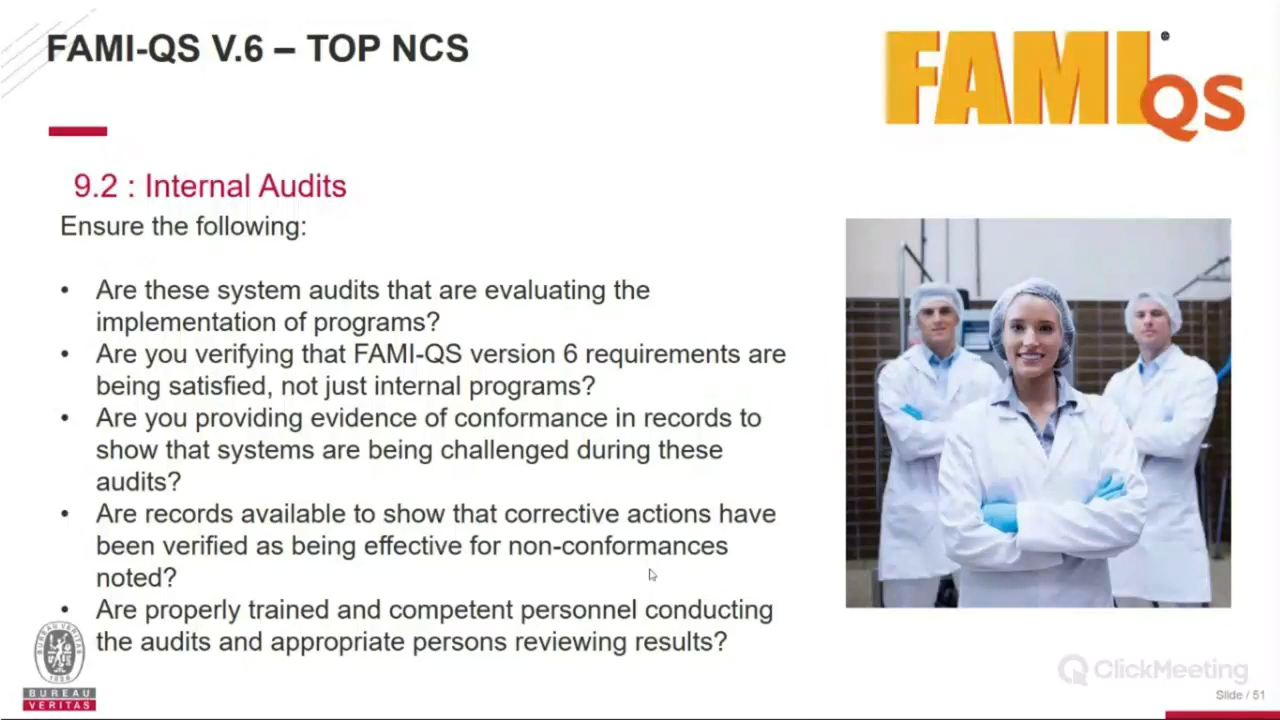 FAMI-QS V.6 – TOP NCS
FAMI
QS
9.2 : Internal Audits
Ensure the following:
• Are these system audits that are evaluating the
implementation of programs?
• Are you verifying that FAMI-QS version 6 requirements are
being satisfied, not just internal programs?
• Are you providing evidence of conformance in records to
show that systems are being challenged during these
audits?
• Are records available to show that corrective actions have
been verified as being effective for non-conformances
noted?
• Are properly trained and competent personnel conducting
the audits and appropriate persons reviewing results?
BUREAU VERITAS
1828
BUREAU
VERITAS
ClickMeeting
Slide / 51